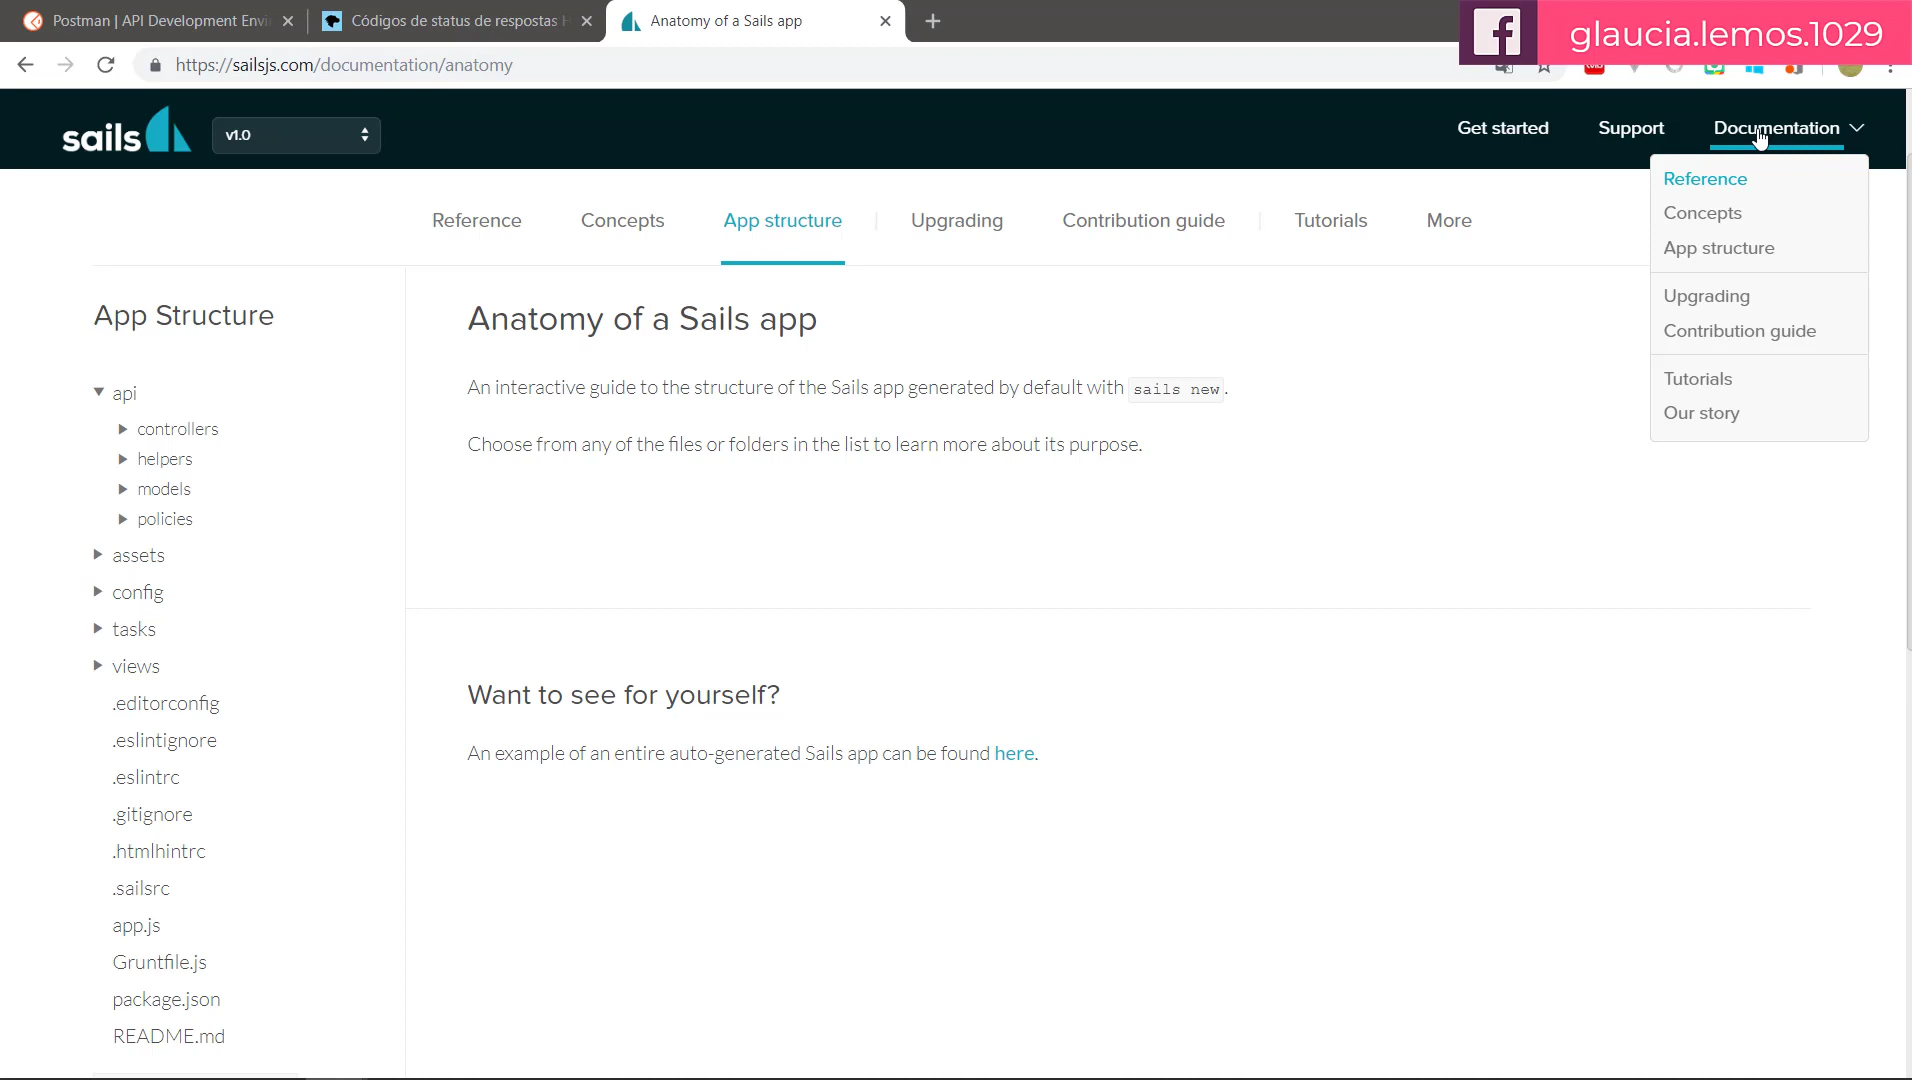 Postman | API Development Envi
Códigos de status de respostas H
Anatomy of a Sails app
glaucia.lemos.1029
https://sailsjs.com/documentation/anatomy
sails
v1.0
Get started
Support
Documentation
Reference
Concepts
App structure
Upgrading
Contribution guide
Tutorials
Our story
Reference
Concepts
App structure
Upgrading
Contribution guide
Tutorials
More
App Structure
api
controllers
helpers
models
policies
assets
config
tasks
views
.editorconfig
.eslintignore
.eslintrc
.gitignore
.htmlhintrc
.sailsrc
app.js
Gruntfile.js
package.json
README.md
Anatomy of a Sails app
An interactive guide to the structure of the Sails app generated by default with sails new.
Choose from any of the files or folders in the list to learn more about its purpose.
Want to see for yourself?
An example of an entire auto-generated Sails app can be found here.